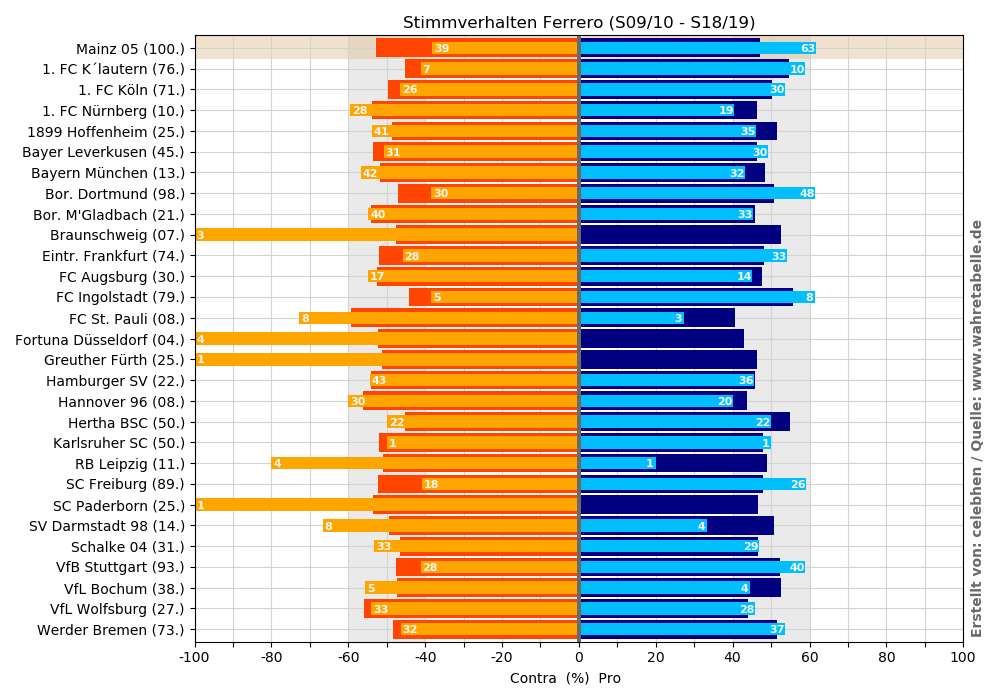 Stimmverhalten Ferrero (S09/10 - S18/19)
Mainz 05 (100.) 39 63
1. FC K´lautern (76.) 7 10
1. FC Köln (71.) 26 30
1. FC Nürnberg (10.) 28 19
1899 Hoffenheim (25.) 41 35
Bayer Leverkusen (45.) 31 30
Bayern München (13.) 42 32
Bor. Dortmund (98.) 30 48
Bor. M'Gladbach (21.) 40 33
Braunschweig (07.) 3
Eintr. Frankfurt (74.) 28 33
FC Augsburg (30.) 17 14
FC Ingolstadt (79.) 5 8
FC St. Pauli (08.) 8 3
Fortuna Düsseldorf (04.) 4
Greuther Fürth (25.) 1
Hamburger SV (22.) 43 36
Hannover 96 (08.) 30 20
Hertha BSC (50.) 22 22
Karlsruher SC (50.) 1 1
RB Leipzig (11.) 4 1
SC Freiburg (89.) 18 26
SC Paderborn (25.) 1
SV Darmstadt 98 (14.) 8 4
Schalke 04 (31.) 33 29
VfB Stuttgart (93.) 28 40
VfL Bochum (38.) 5 4
VfL Wolfsburg (27.) 33 28
Werder Bremen (73.) 32 37
-100 -80 -60 -40 -20 0 20 40 60 80 100
Contra (%) Pro
Erstellt von: celebhen / Quelle: www.wahretabelle.de